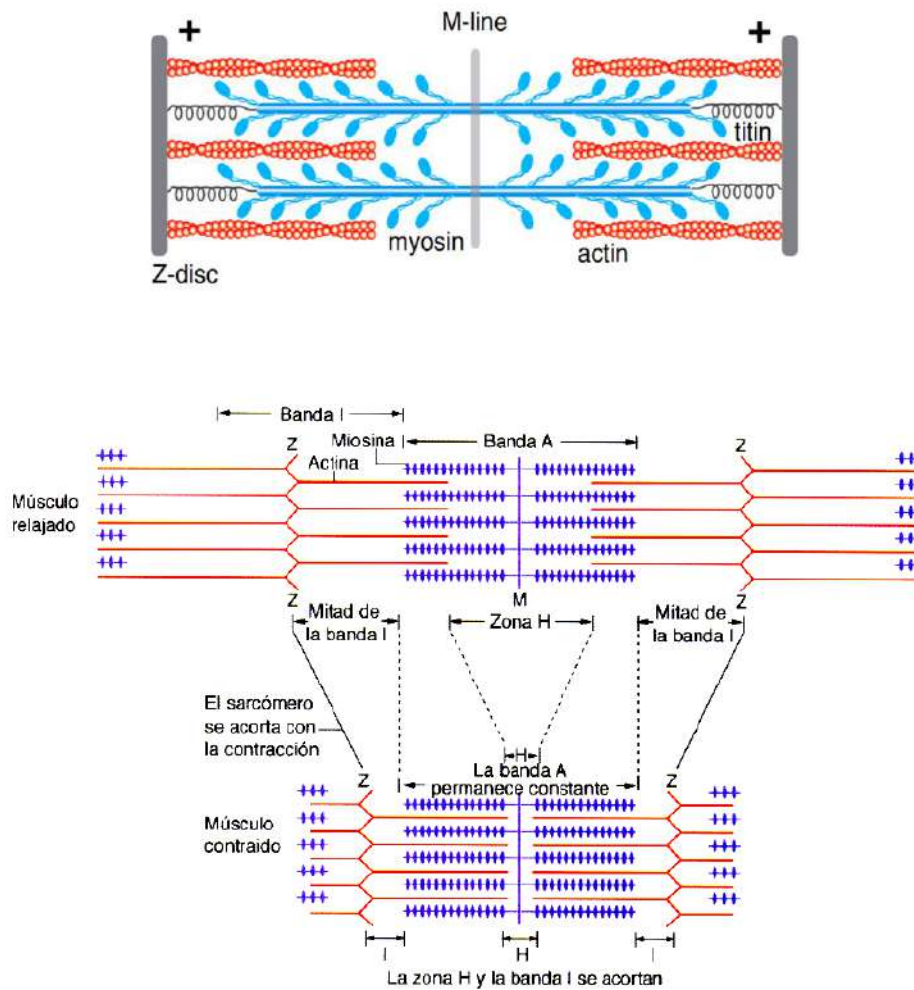 M-line
+ +
titin
myosin actin
Z-disc
Banda I
Miosina Banda A
Z Z
Actina
Músculo
relajado
Z M Z
Mitad de
la banda I
Zona H
Mitad de
la banda I
El sarcómero
se acorta con
la contracción
H
Z La banda A Z
permanece constante
Músculo
contraido
I H I
La zona H y la banda I se acortan